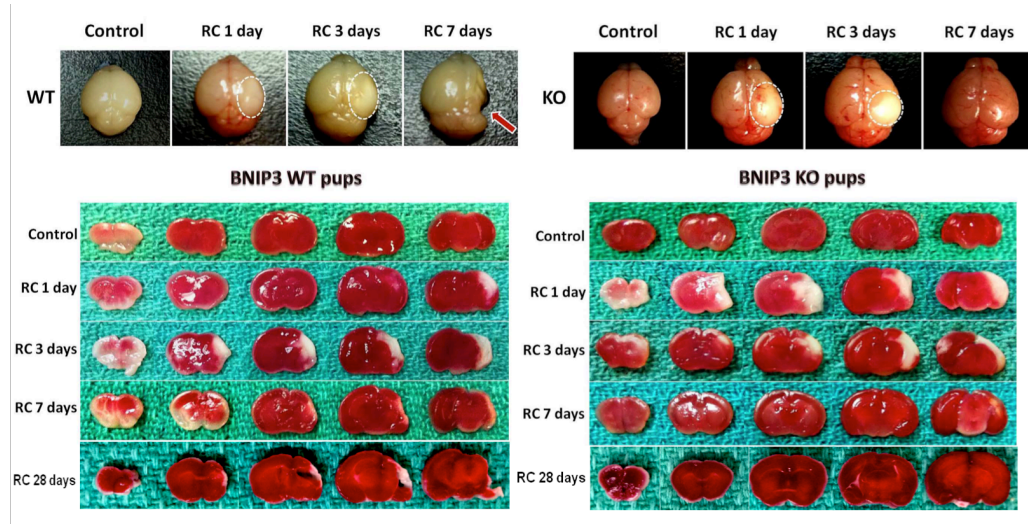 Control RC 1 day RC 3 days RC 7 days
WT
Control RC 1 day RC 3 days RC 7 days
KO
BNIP3 WT pups
Control
RC 1 day
RC 3 days
RC 7 days
RC 28 days
BNIP3 KO pups
Control
RC 1 day
RC 3 days
RC 7 days
RC 28 days